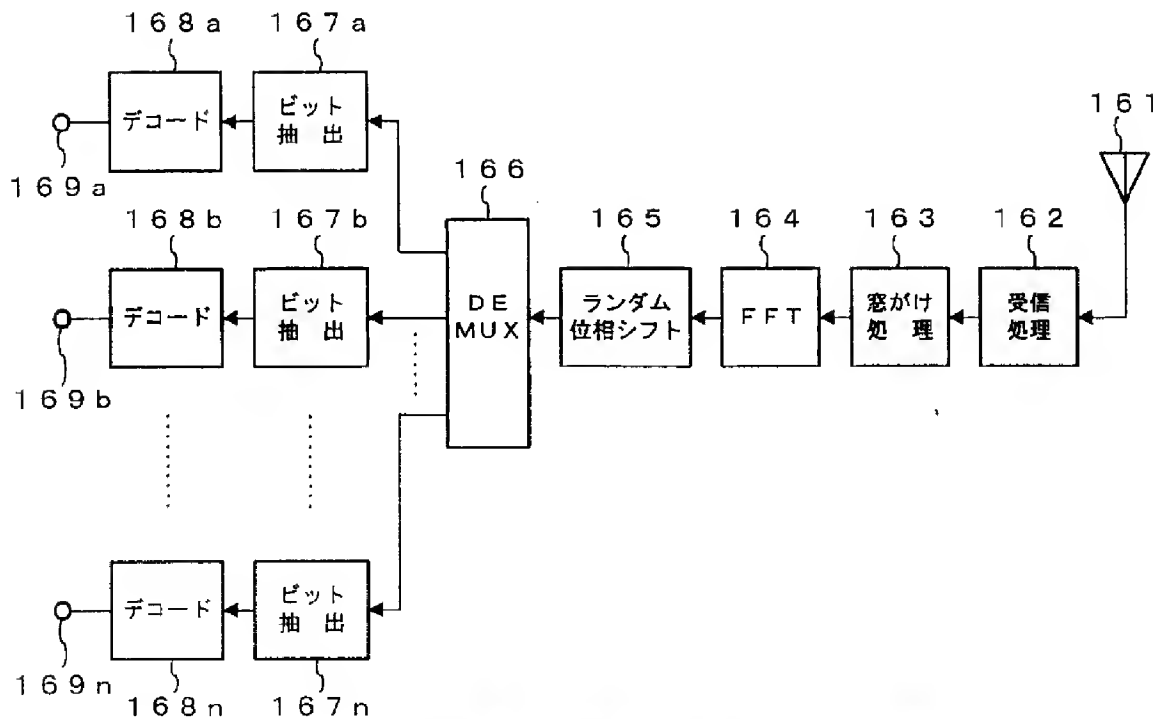 168a
167a
デコード
ビット
抽出
169a
161
166
168b
167b
165
164
163
162
デコード
ビット
抽出
DE
MUX
ランダム
位相シフト
FFT
窓がけ
処理
受信
処理
169b
デコード
ビット
抽出
169n
168n
167n